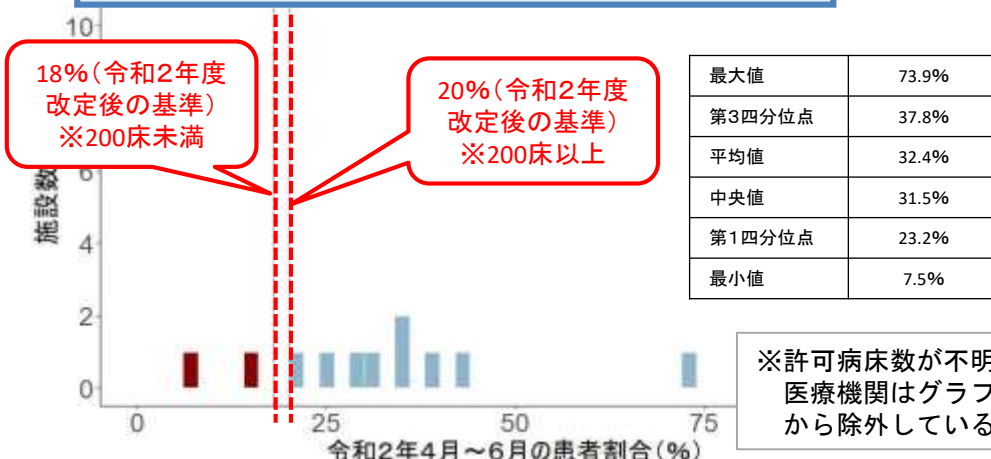 10
18%(令和2年度
改定後の基準)
※200床未満
20%(令和2年度
改定後の基準)
※200床以上
最大値 73.9%
第3四分位点 37.8%
平均値 32.4%
中央値 31.5%
第1四分位点 23.2%
最小値 7.5%
施設数
6
4
2
0
0 25 50 75
令和2年4月～6月の患者割合(%)
※許可病床数が不明
医療機関はグラフ
から除外している